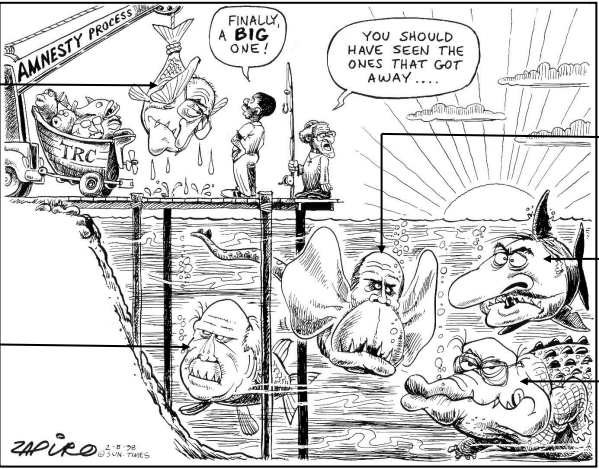 AMNESTY PROCESS
FINALLY,
A BIG
ONE!
YOU SHOULD
HAVE SEEN THE
ONES THAT GOT
AWAY....
TRC
ZAPIRO
2-8-98
© SUN. TIMES